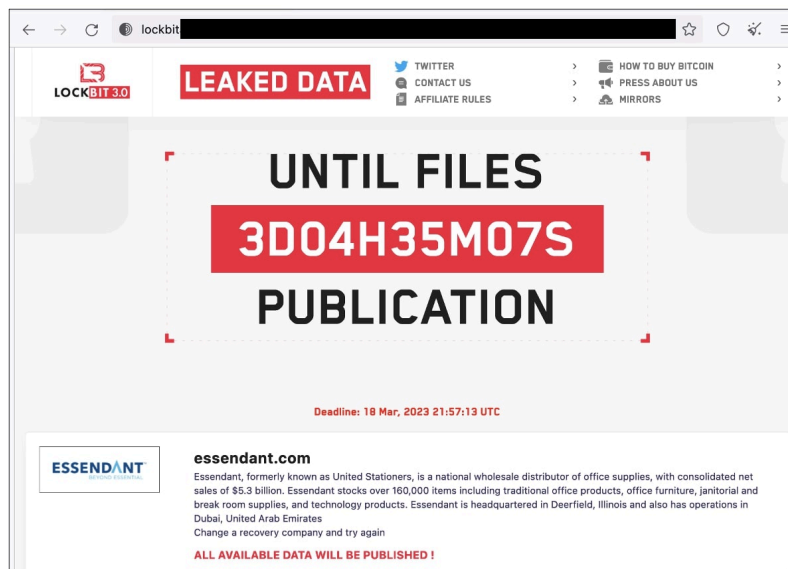 lockbit
LOCKBIT 3.0
LEAKED DATA
TWITTER
CONTACT US
AFFILIATE RULES
HOW TO BUY BITCOIN
PRESS ABOUT US
MIRRORS
UNTIL FILES
3D04H35M07S
PUBLICATION
Deadline: 18 Mar, 2023 21:57:13 UTC
ESSENDANT
BEYOND ESSENTIAL
essendant.com
Essendant, formerly known as United Stationers, is a national wholesale distributor of office supplies, with consolidated net
sales of $5.3 billion. Essendant stocks over 160,000 items including traditional office products, office furniture, janitorial and
break room supplies, and technology products. Essendant is headquartered in Deerfield, Illinois and also has operations in
Dubai, United Arab Emirates
Change a recovery company and try again
ALL AVAILABLE DATA WILL BE PUBLISHED !